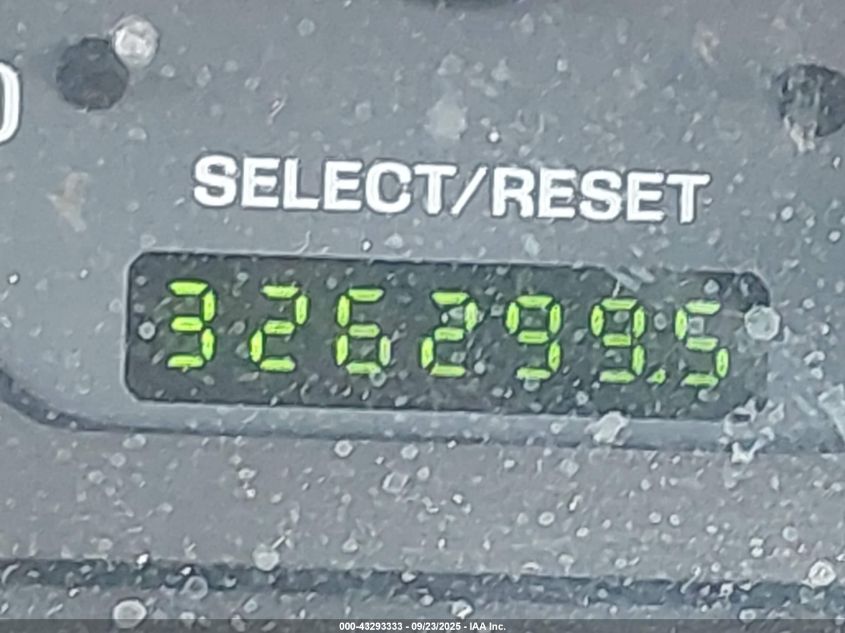 SELECT/RESET
326299.5
000-43293333 - 09/23/2025 - IAA Inc.